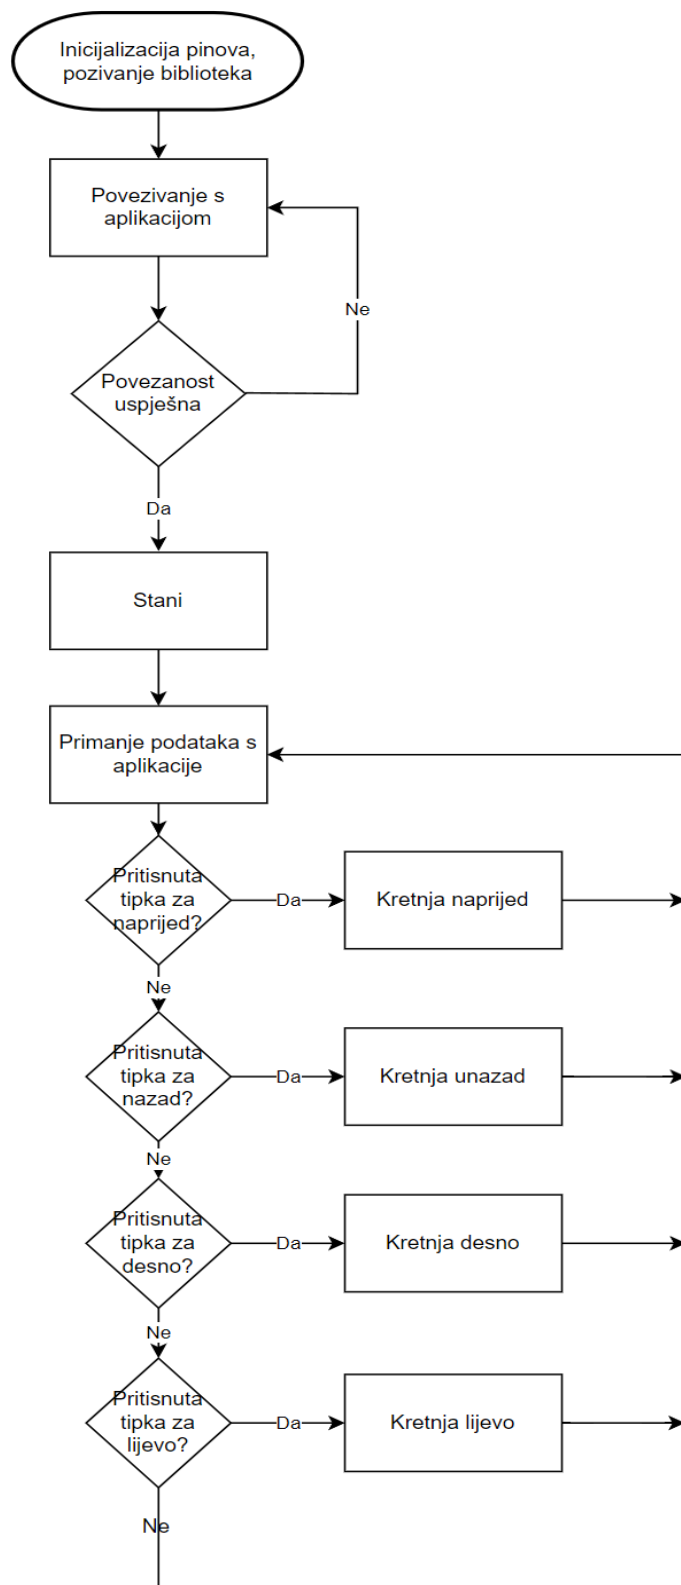 Inicijalizacija pinova,
pozivanje biblioteka
Povezivanje s
aplikacijom
Ne
Povezanost
uspješna
Da
Stani
Primanje podataka s
aplikacije
Pritisnuta
tipka za
naprijed?
Da
Kretnja naprijed
Ne
Pritisnuta
tipka za
nazad?
Da
Kretnja unazad
Ne
Pritisnuta
tipka za
desno?
Da
Kretnja desno
Ne
Pritisnuta
tipka za
lijevo?
Da
Kretnja lijevo
Ne